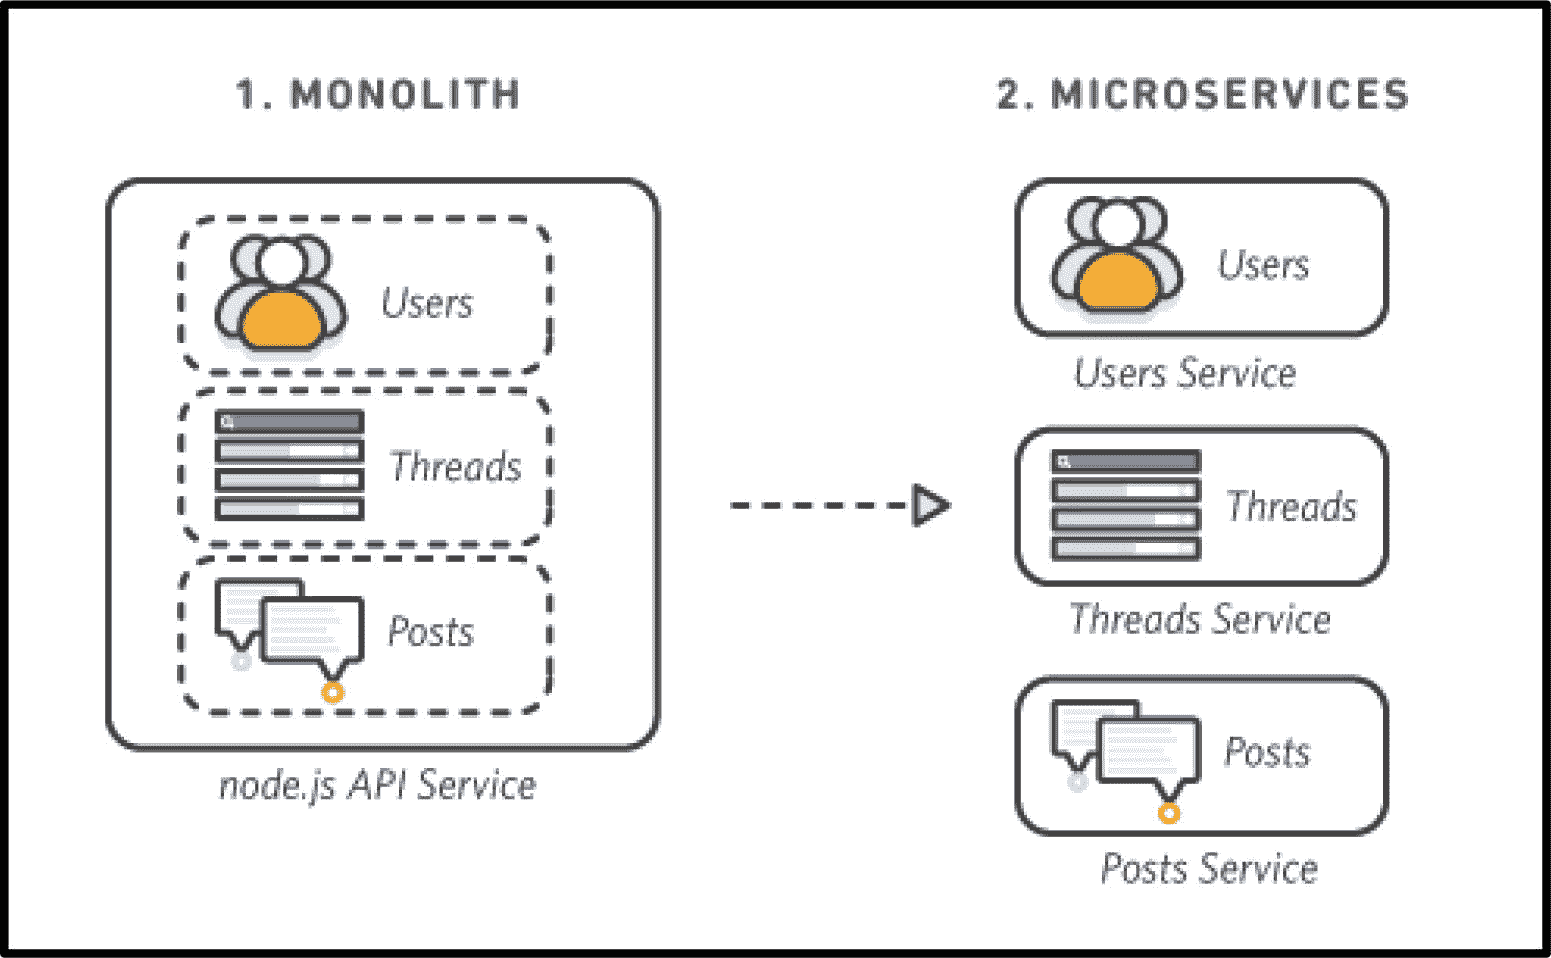 1. MONOLITH
Users
Threads
Posts
node.js API Service
2. MICROSERVICES
Users
Users Service
Threads
Threads Service
Posts
Posts Service